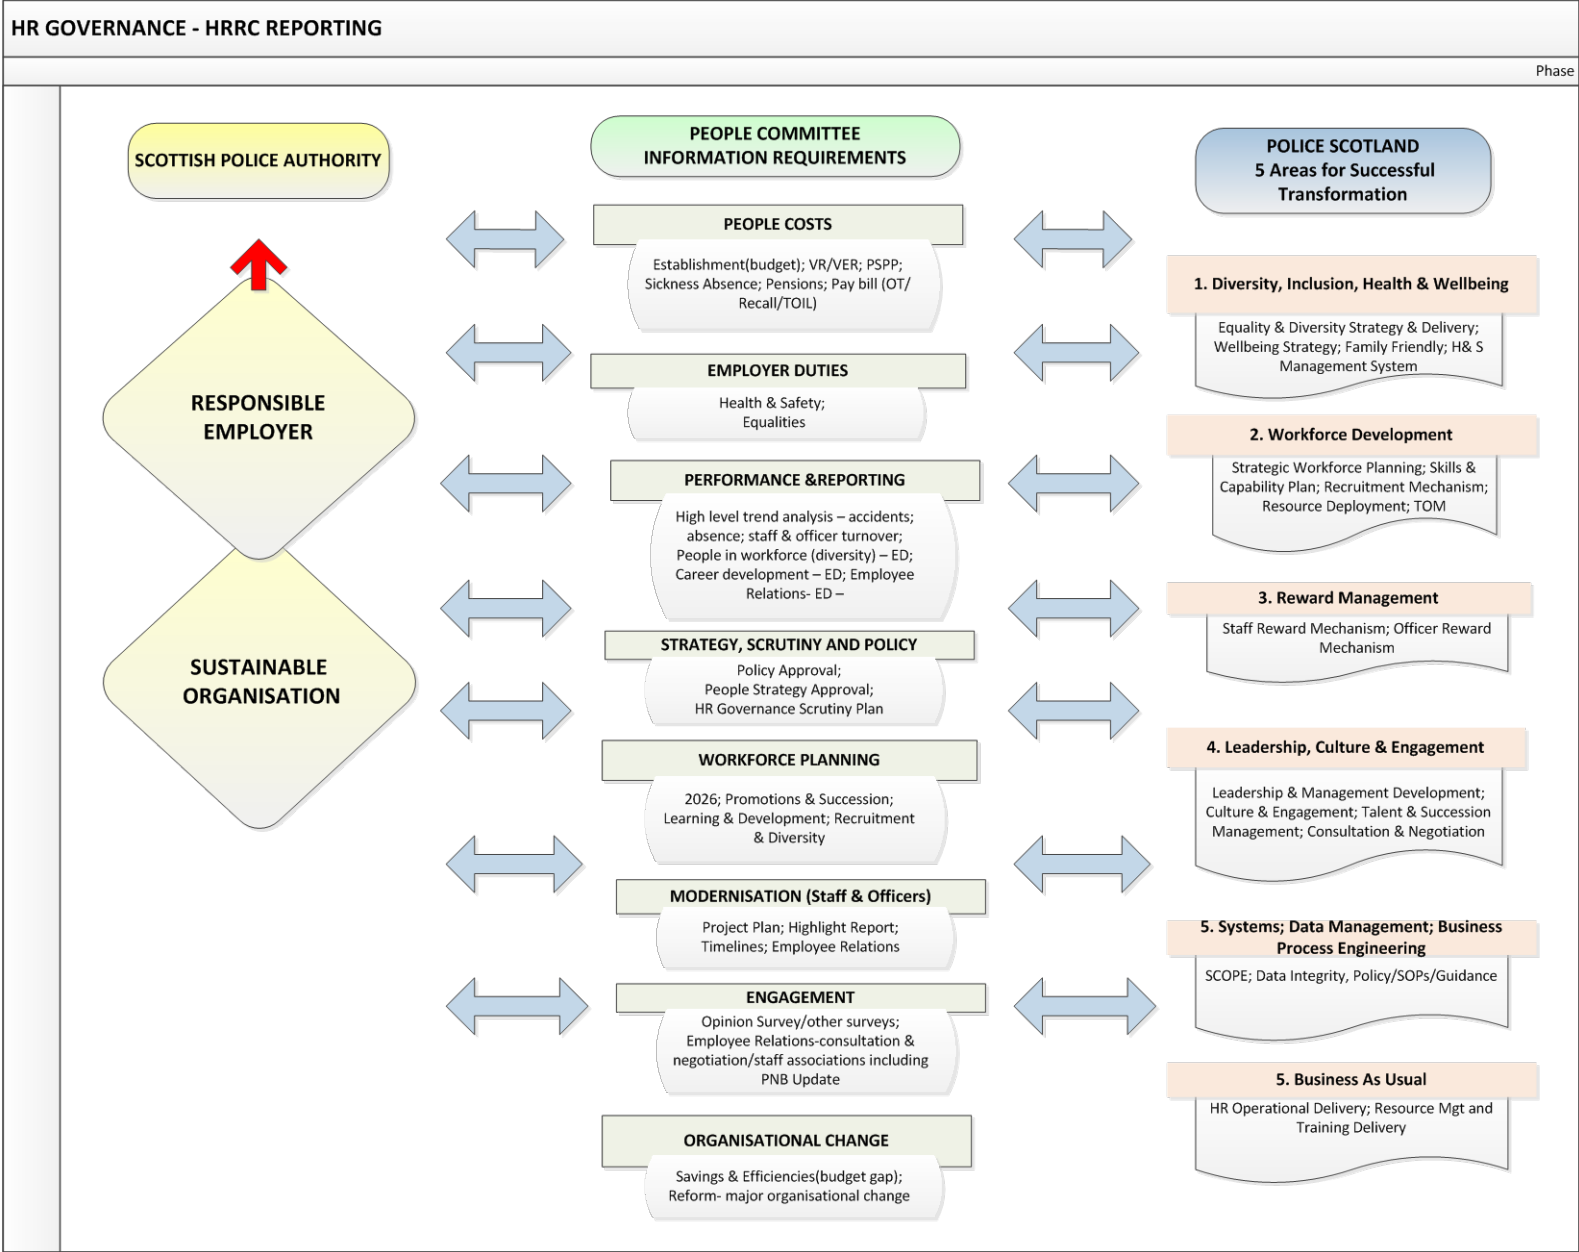 HR GOVERNANCE - HRRC REPORTING
Phase
SCOTTISH POLICE AUTHORITY
RESPONSIBLE
EMPLOYER
SUSTAINABLE
ORGANISATION
PEOPLE COMMITTEE
INFORMATION REQUIREMENTS
PEOPLE COSTS
Establishment(budget); VR/VER; PSPP;
Sickness Absence; Pensions; Pay bill (OT/
Recall/TOIL)
EMPLOYER DUTIES
Health & Safety;
Equalities
PERFORMANCE &REPORTING
High level trend analysis – accidents;
absence; staff & officer turnover;
People in workforce (diversity) – ED;
Career development – ED; Employee
Relations- ED –
STRATEGY, SCRUTINY AND POLICY
Policy Approval;
People Strategy Approval;
HR Governance Scrutiny Plan
WORKFORCE PLANNING
2026; Promotions & Succession;
Learning & Development; Recruitment
& Diversity
MODERNISATION (Staff & Officers)
Project Plan; Highlight Report;
Timelines; Employee Relations
ENGAGEMENT
Opinion Survey/other surveys;
Employee Relations-consultation &
negotiation/staff associations including
PNB Update
ORGANISATIONAL CHANGE
Savings & Efficiencies(budget gap);
Reform- major organisational change
POLICE SCOTLAND
5 Areas for Successful
Transformation
1. Diversity, Inclusion, Health & Wellbeing
Equality & Diversity Strategy & Delivery;
Wellbeing Strategy; Family Friendly; H& S
Management System
2. Workforce Development
Strategic Workforce Planning; Skills &
Capability Plan; Recruitment Mechanism;
Resource Deployment; TOM
3. Reward Management
Staff Reward Mechanism; Officer Reward
Mechanism
4. Leadership, Culture & Engagement
Leadership & Management Development;
Culture & Engagement; Talent & Succession
Management; Consultation & Negotiation
5. Systems; Data Management; Business
Process Engineering
SCOPE; Data Integrity, Policy/SOPs/Guidance
5. Business As Usual
HR Operational Delivery; Resource Mgt and
Training Delivery